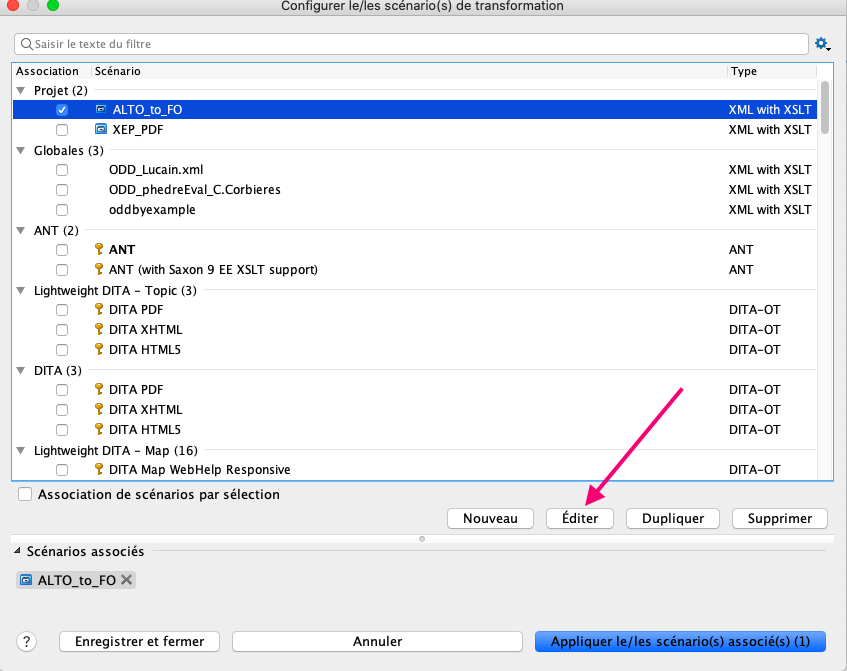 Configurer le/les scénario(s) de transformation
Saisir le texte du filtre
Association Scénario Type
Projet (2)
ALTO_to_FO XML with XSLT
XEP_PDF XML with XSLT
Globales (3)
ODD_Lucain.xml XML with XSLT
ODD_phedreEval_C.Corbieres XML with XSLT
oddbyexample XML with XSLT
ANT (2)
ANT ANT
ANT (with Saxon 9 EE XSLT support) ANT
Lightweight DITA - Topic (3)
DITA PDF DITA-OT
DITA XHTML DITA-OT
DITA HTML5 DITA-OT
DITA (3)
DITA PDF DITA-OT
DITA XHTML DITA-OT
DITA HTML5 DITA-OT
Lightweight DITA - Map (16)
DITA Map WebHelp Responsive DITA-OT
Association de scénarios par sélection
Nouveau Éditer Dupliquer Supprimer
Scénarios associés
ALTO_to_FO
? Enregistrer et fermer Annuler Appliquer le/les scénario(s) associé(s) (1)